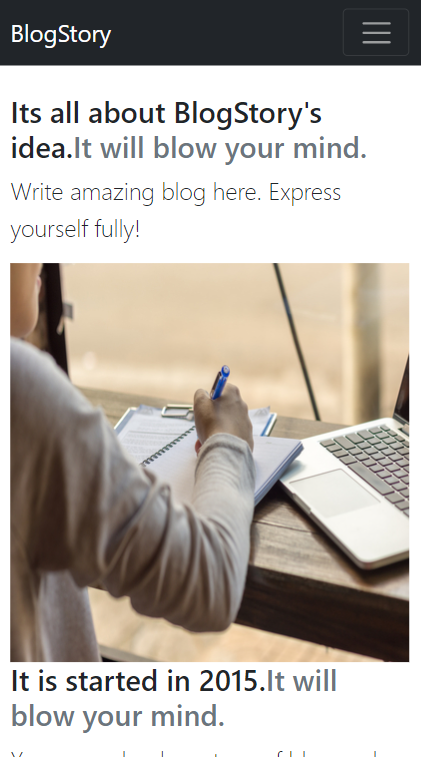 BlogStory
Its all about BlogStory's
idea.It will blow your mind.
Write amazing blog here. Express
yourself fully!
It is started in 2015.It will
blow your mind.